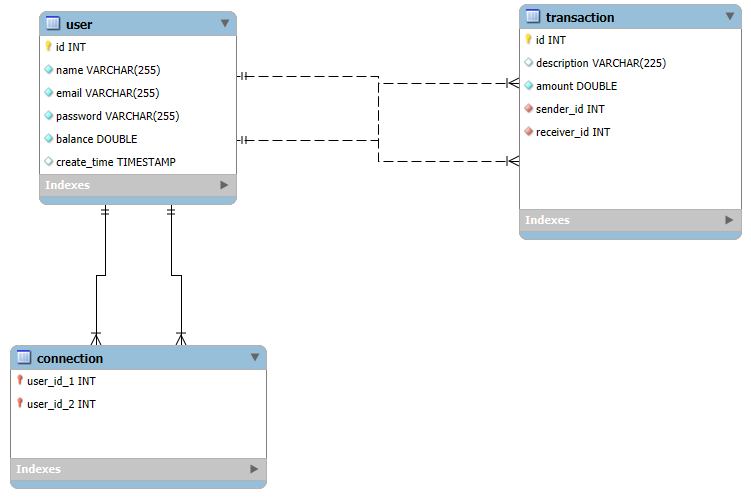 user
id INT
name VARCHAR(255)
email VARCHAR(255)
password VARCHAR(255)
balance DOUBLE
create_time TIMESTAMP
Indexes
transaction
id INT
description VARCHAR(225)
amount DOUBLE
sender_id INT
receiver_id INT
Indexes
connection
user_id_1 INT
user_id_2 INT
Indexes